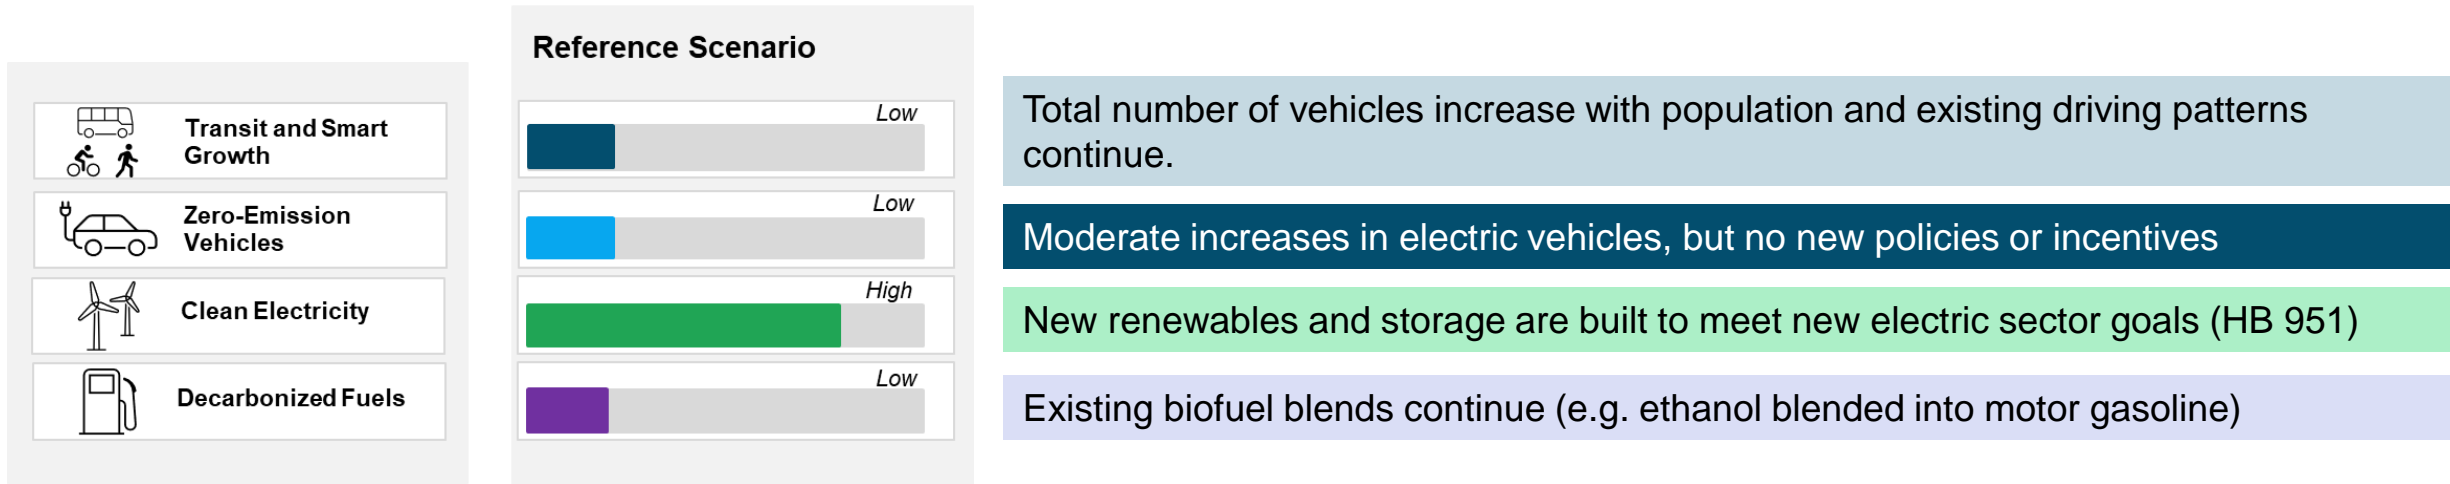 Reference Scenario
Transit and Smart
Growth
Low
Total number of vehicles increase with population and existing driving patterns
continue.
Zero-Emission
Vehicles
Low
Moderate increases in electric vehicles, but no new policies or incentives
Clean Electricity
High
New renewables and storage are built to meet new electric sector goals (HB 951)
Decarbonized Fuels
Low
Existing biofuel blends continue (e.g. ethanol blended into motor gasoline)